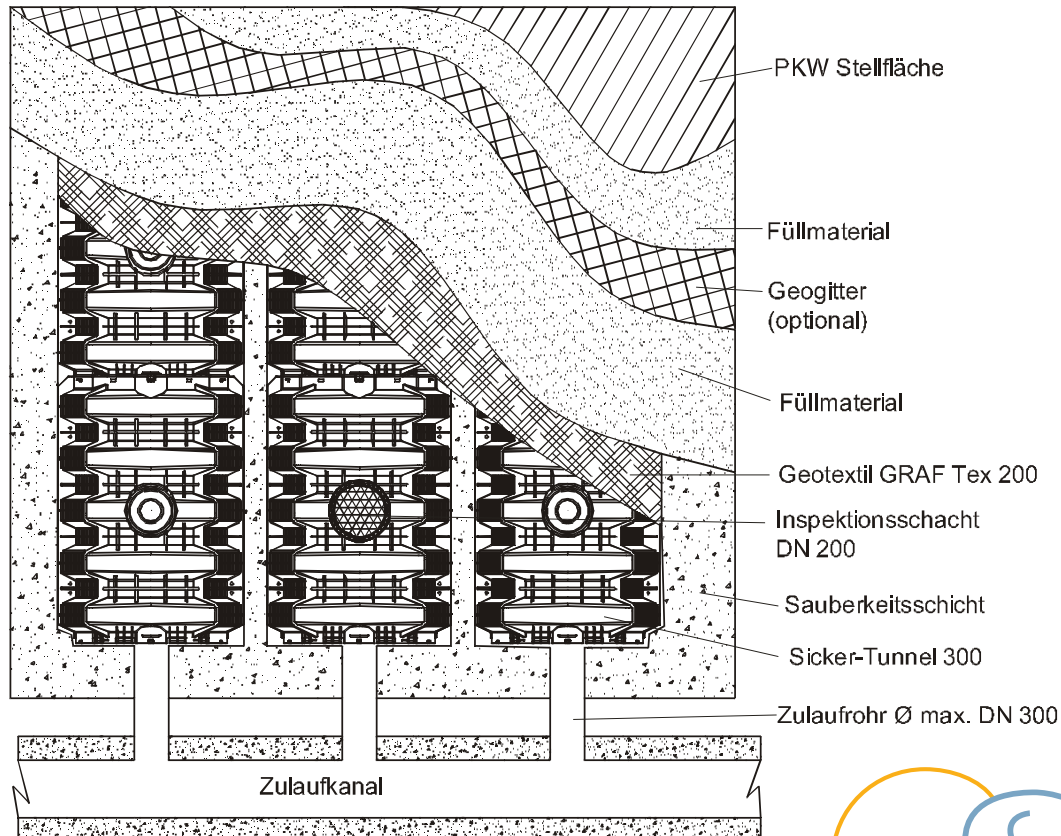 PKW Stellfläche
Füllmaterial
Geogitter
(optional)
Füllmaterial
Geotextil GRAF Tex 200
Inspektionsschacht
DN 200
Sauberkeitsschicht
Sicker-Tunnel 300
Zulaufrohr Ø max. DN 300
Zulaufkanal